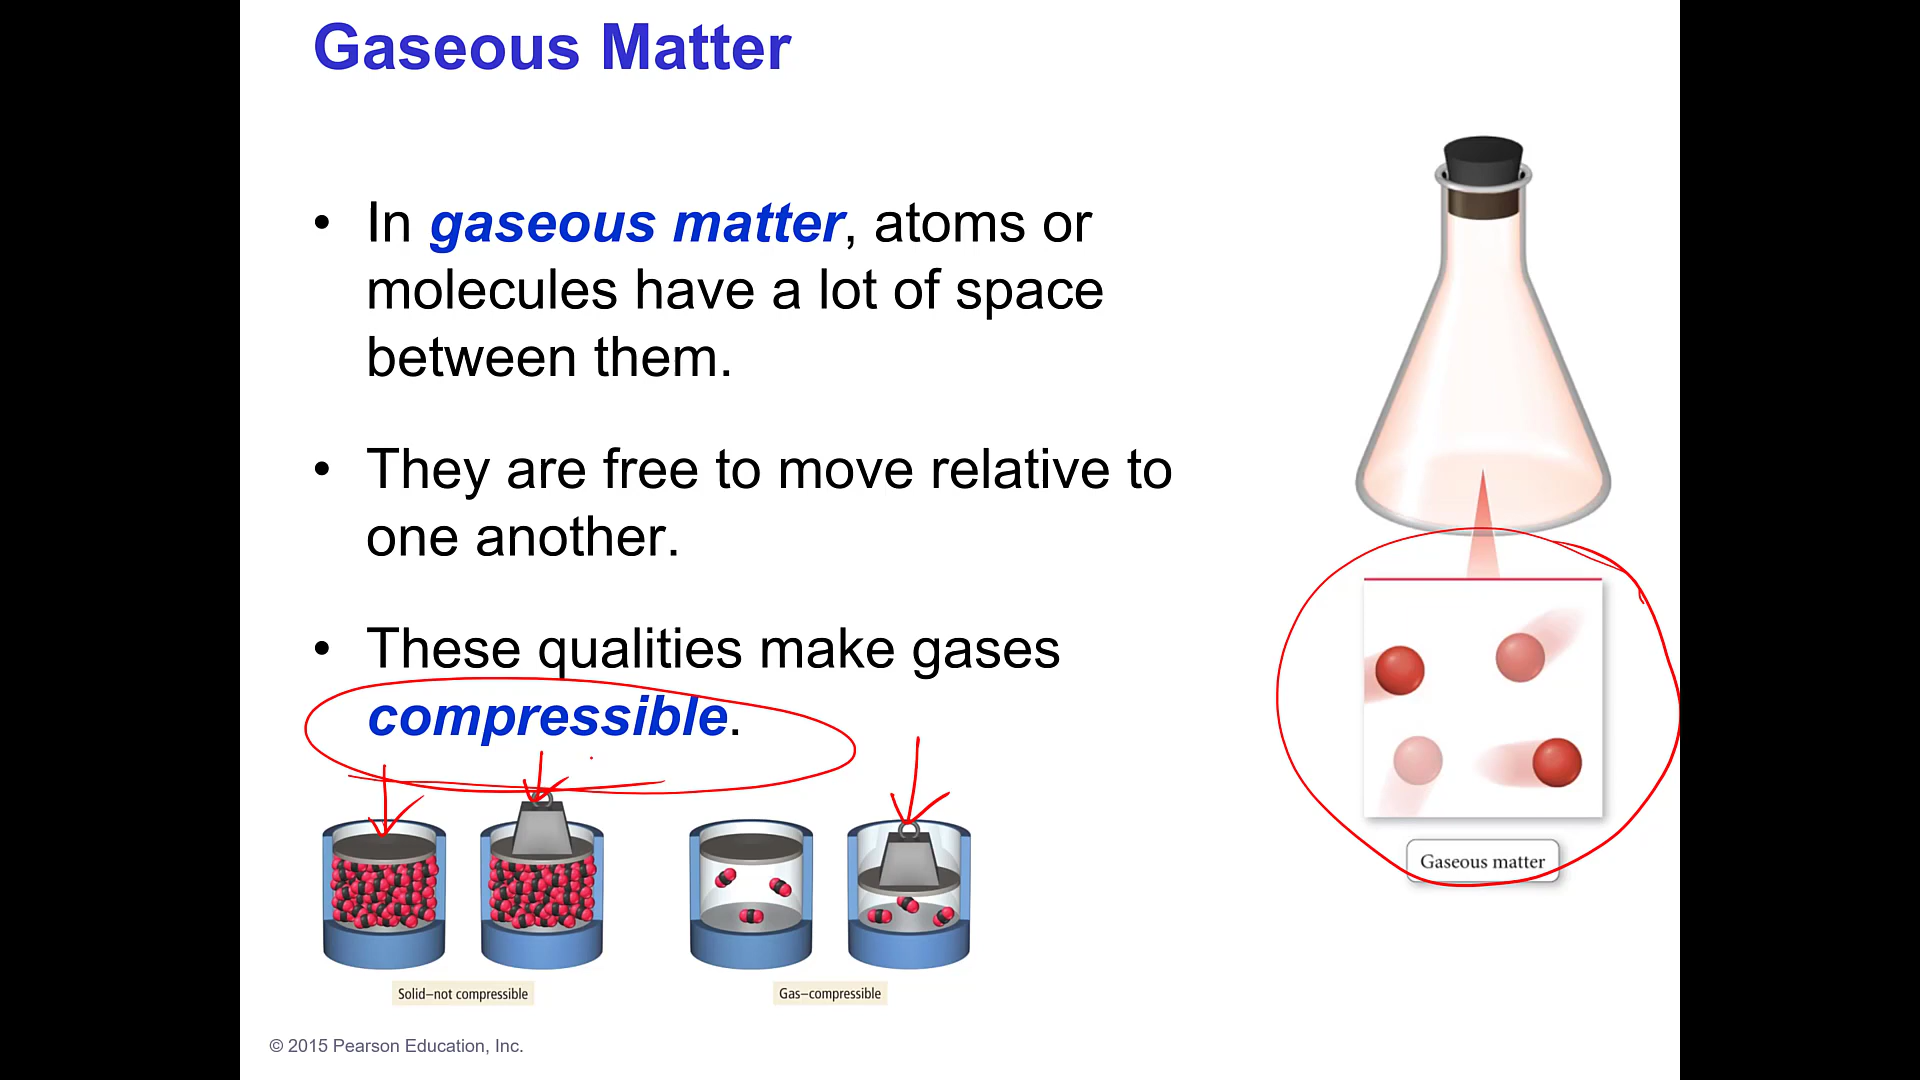 Gaseous Matter
• In gaseous matter, atoms or
molecules have a lot of space
between them.
• They are free to move relative to
one another.
• These qualities make gases
compressible.
Gaseous matter
Solid–not compressible
Gas–compressible
© 2015 Pearson Education, Inc.